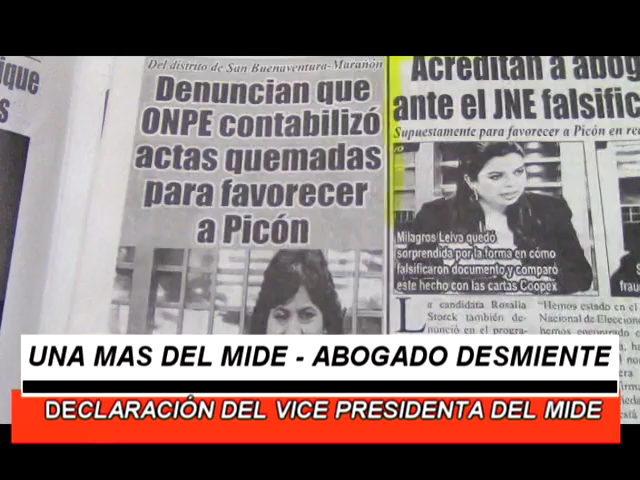 ique
s
Del distrito de San Buenaventura-Marañón
Denuncian que
ONPE contabilizó
actas quemadas
para favorecer
a Picón
Acreditan a abog
ante el JNE falsific
Supuestamente para favorecer a Picón en re
Milagros Leiva quedó
sorprendida por la forma en cómo
falsificaron documento y comparó
este hecho con las cartas Coopex
La candidata Rosalía
Storck también de-
nunció en el progra-
"Hemos estado en el
Nacional de Eleccione
hemos encontrado
frau
UNA MAS DEL MIDE - ABOGADO DESMIENTE
DECLARACIÓN DEL VICE PRESIDENTA DEL MIDE